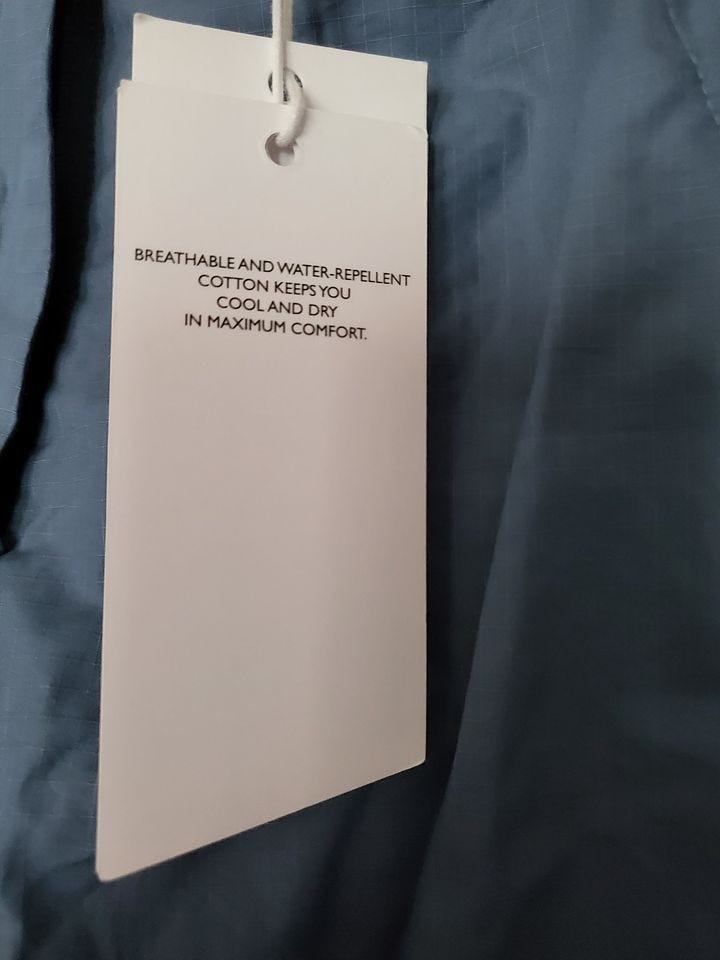 BREATHABLE AND WATER-REPELLENT
COTTON KEEPS YOU
COOL AND DRY
IN MAXIMUM COMFORT.